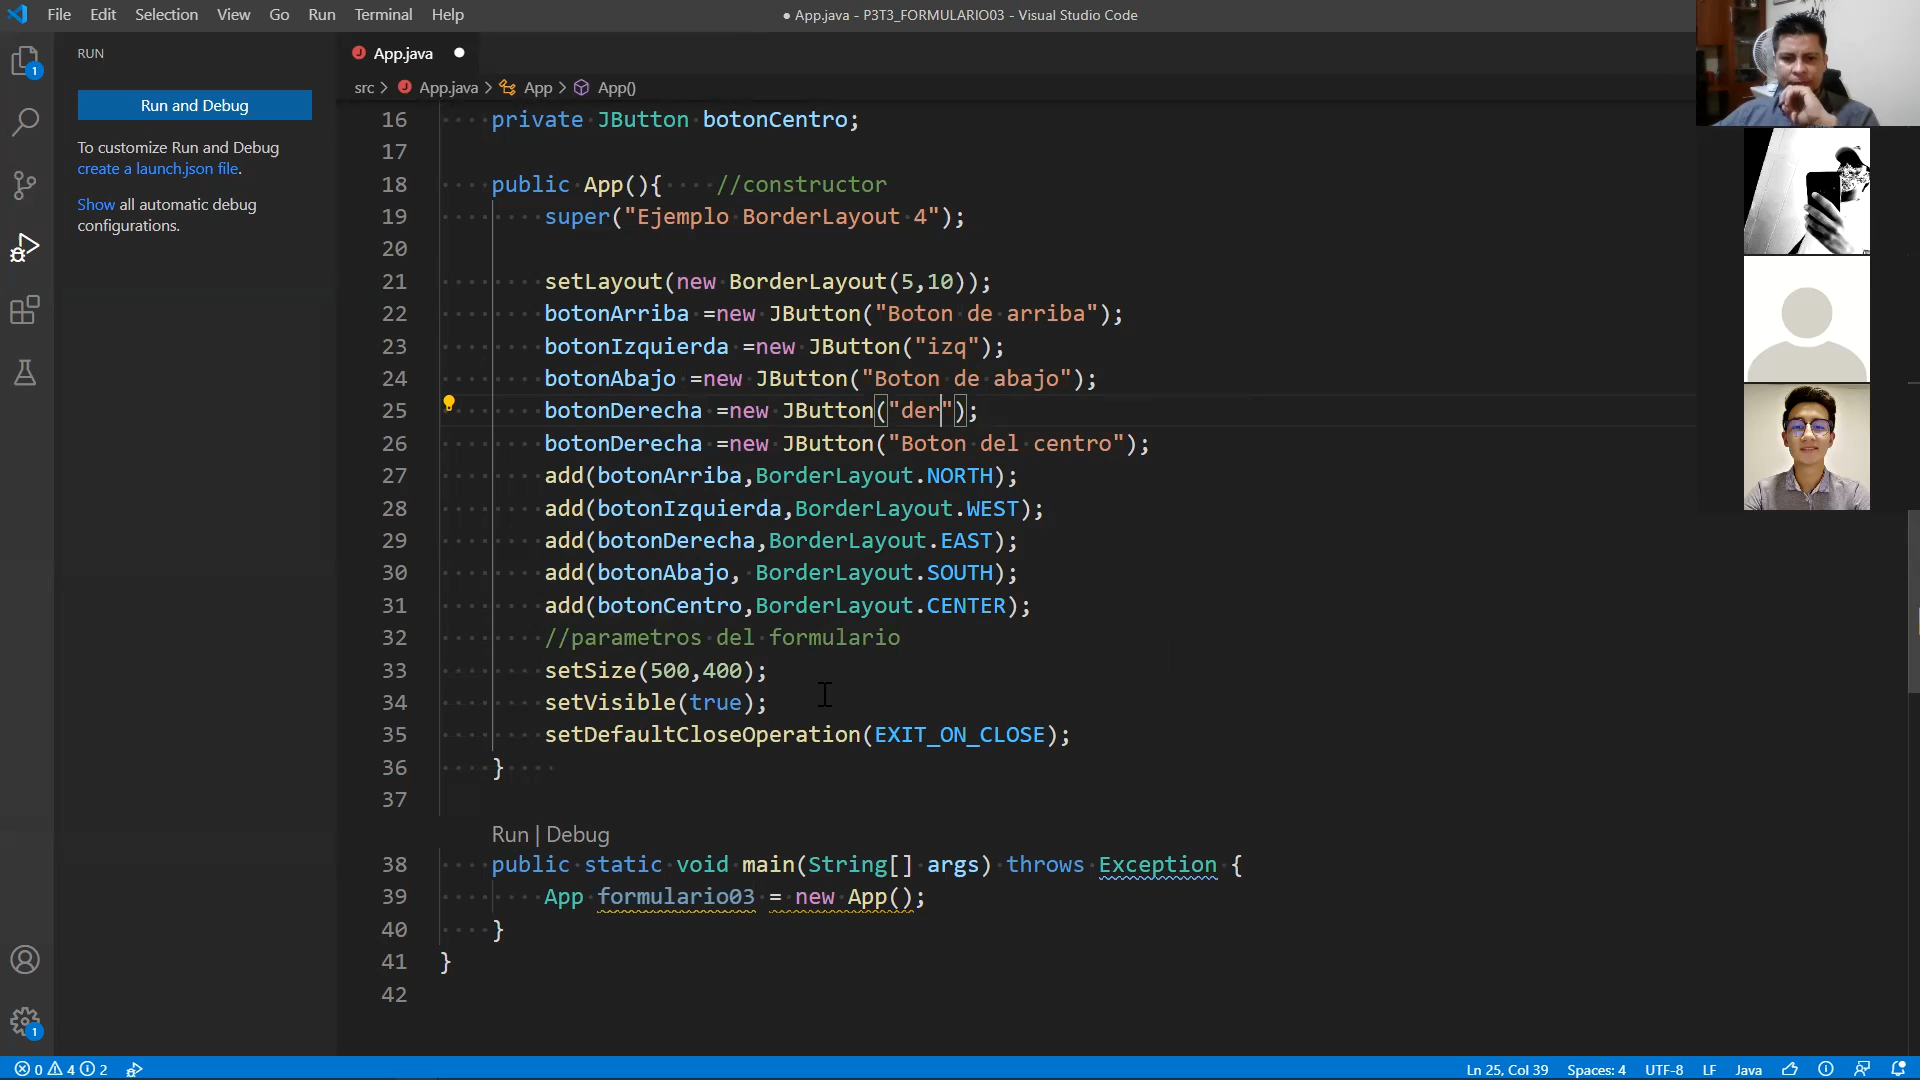 File Edit Selection View Go Run Terminal Help
● App.java - P3T3_FORMULARIO03 - Visual Studio Code
RUN
Run and Debug
To customize Run and Debug
create a launch.json file.
Show all automatic debug
configurations.
App.java
src > App.java > App > App()
16 private JButton botonCentro;
17
18 public App(){ //constructor
19 super("Ejemplo BorderLayout 4");
20
21 setLayout(new BorderLayout(5,10));
22 botonArriba =new JButton("Boton de arriba");
23 botonIzquierda =new JButton("izq");
24 botonAbajo =new JButton("Boton de abajo");
25 botonDerecha =new JButton("der");
26 botonDerecha =new JButton("Boton del centro");
27 add(botonArriba,BorderLayout.NORTH);
28 add(botonIzquierda,BorderLayout.WEST);
29 add(botonDerecha,BorderLayout.EAST);
30 add(botonAbajo, BorderLayout.SOUTH);
31 add(botonCentro,BorderLayout.CENTER);
32 //parametros del formulario
33 setSize(500,400);
34 setVisible(true);
35 setDefaultCloseOperation(EXIT_ON_CLOSE);
36 }
37
Run | Debug
38 public static void main(String[] args) throws Exception {
39 App formulario03 = new App();
40 }
41 }
42
1
1
0 4 2
Ln 25, Col 39 Spaces: 4 UTF-8 LF Java